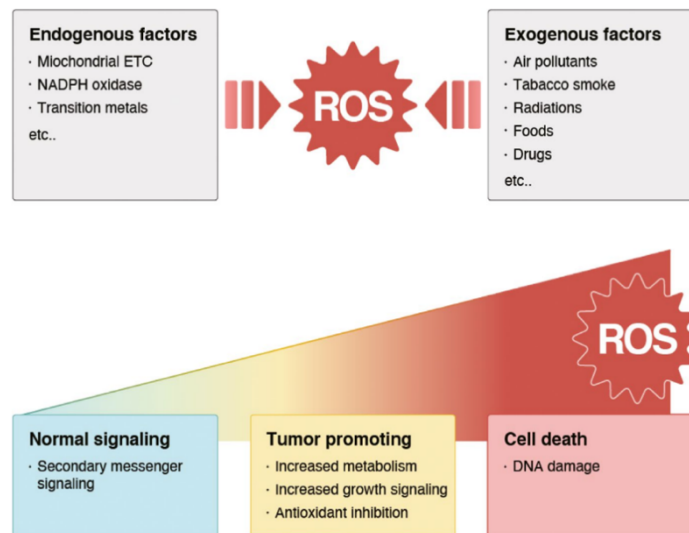 Endogenous factors
· Miochondrial ETC
· NADPH oxidase
· Transition metals
etc..
ROS
Exogenous factors
· Air pollutants
· Tabacco smoke
· Radiations
· Foods
· Drugs
etc..
ROS
Normal signaling
· Secondary messenger
signaling
Tumor promoting
· Increased metabolism
· Increased growth signaling
· Antioxidant inhibition
Cell death
· DNA damage